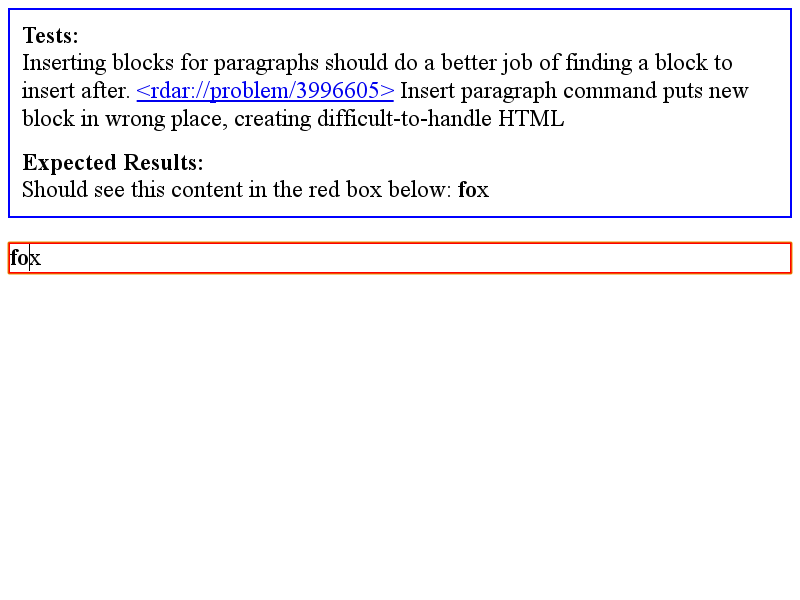 Tests:
Inserting blocks for paragraphs should do a better job of finding a block to
insert after. <rdar://problem/3996605> Insert paragraph command puts new
block in wrong place, creating difficult-to-handle HTML
Expected Results:
Should see this content in the red box below: fox
fox